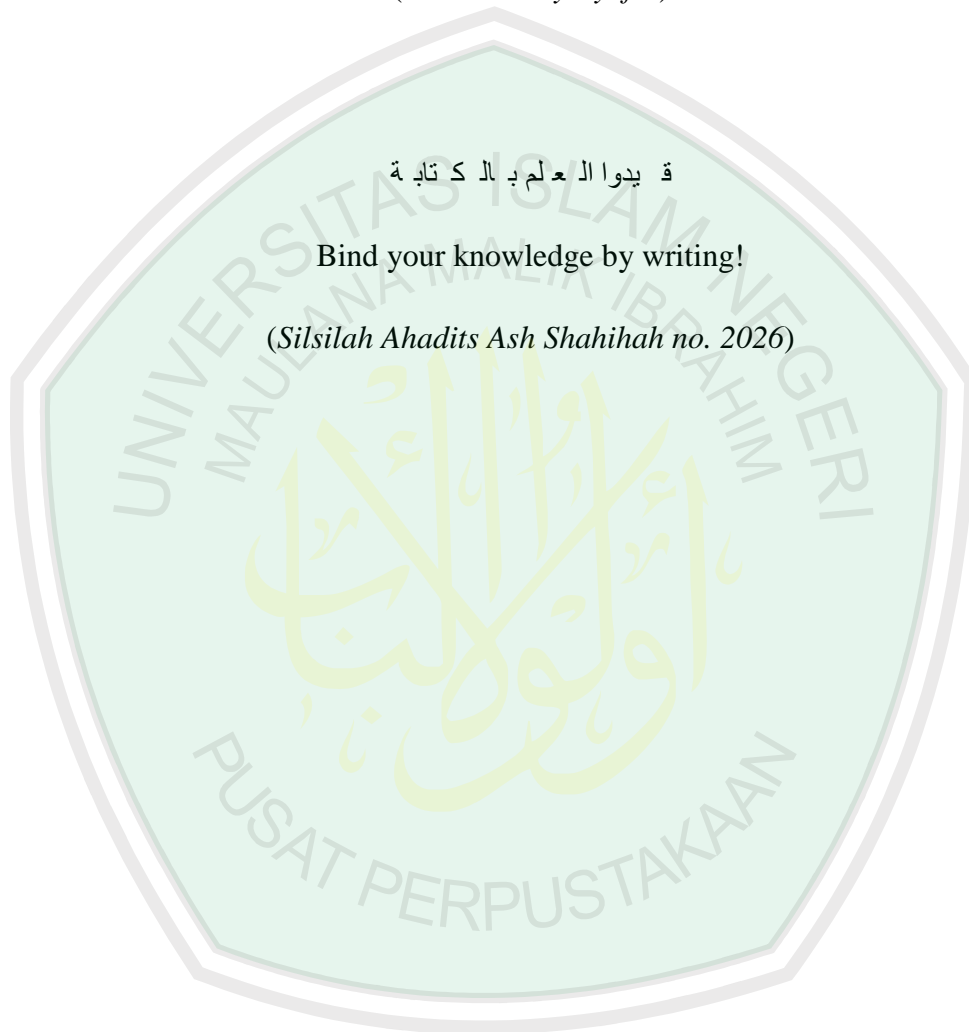 قيدوا العلم بالكتابة
Bind your knowledge by writing!
(Silsilah Ahadits Ash Shahihah no. 2026)
UNIVERSITAS ISLAM NEGERI
MAULANA MALIK IBRAHIM
PUSAT PERPUSTAKAAN